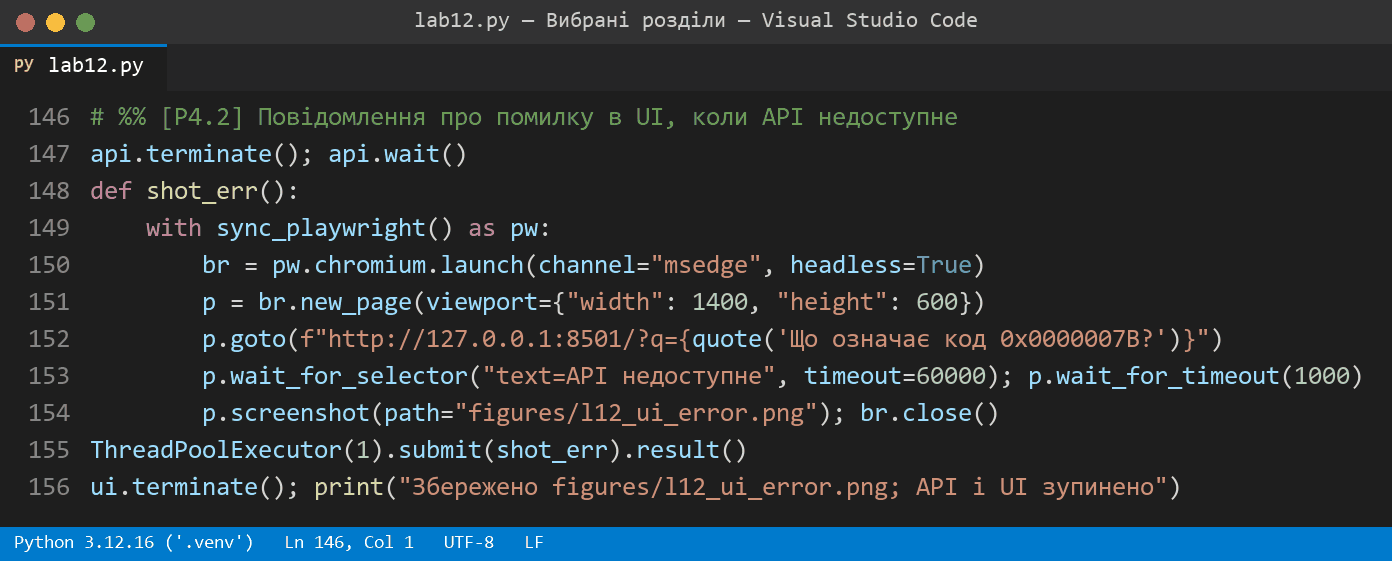 lab12.py — Вибрані розділи — Visual Studio Code
py lab12.py
146 # %% [P4.2] Повідомлення про помилку в UI, коли API недоступне
147 api.terminate(); api.wait()
148 def shot_err():
149     with sync_playwright() as pw:
150         br = pw.chromium.launch(channel="msedge", headless=True)
151         p = br.new_page(viewport={"width": 1400, "height": 600})
152         p.goto(f"http://127.0.0.1:8501/?q={quote('Що означає код 0x0000007B?')}")
153         p.wait_for_selector("text=API недоступне", timeout=60000); p.wait_for_timeout(1000)
154         p.screenshot(path="figures/l12_ui_error.png"); br.close()
155 ThreadPoolExecutor(1).submit(shot_err).result()
156 ui.terminate(); print("Збережено figures/l12_ui_error.png; API і UI зупинено")
Python 3.12.16 ('.venv') Ln 146, Col 1 UTF-8 LF